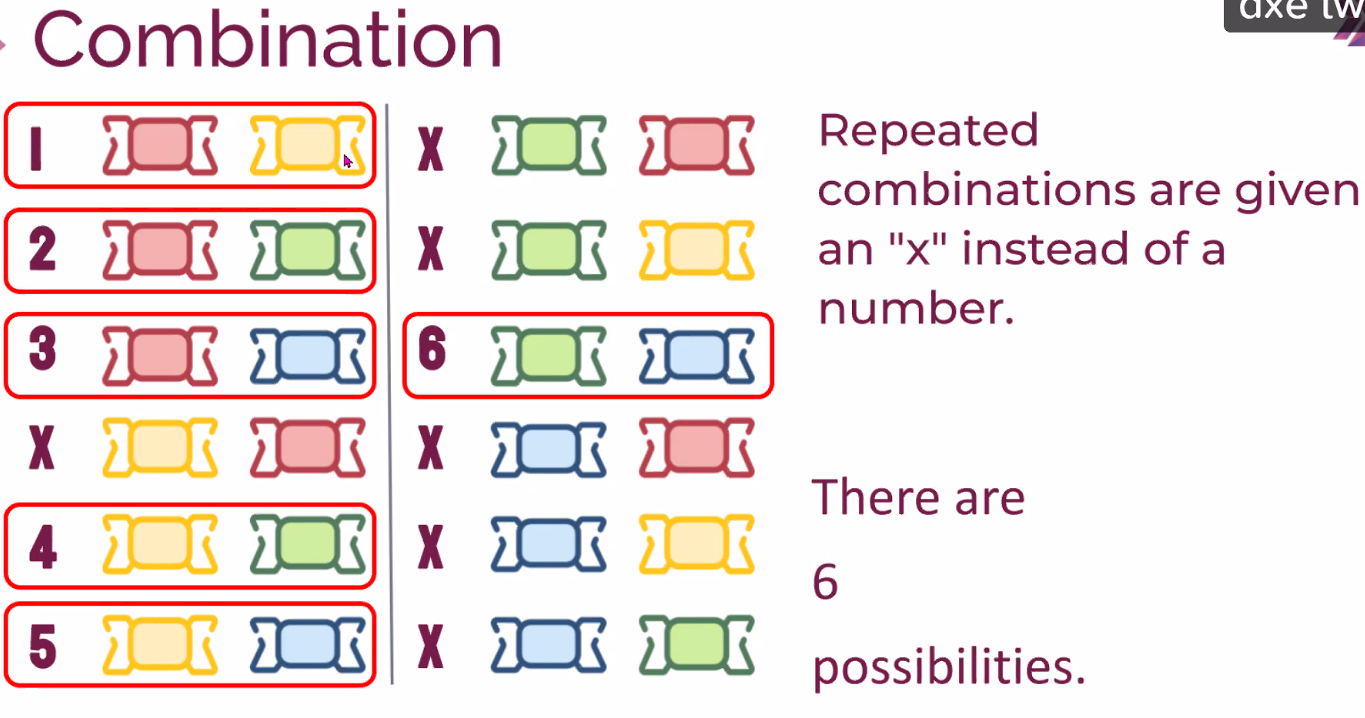 Combination
1
2
3
X
4
5
X
X
6
X
X
X
Repeated
combinations are given
an "x" instead of a
number.
There are
6
possibilities.